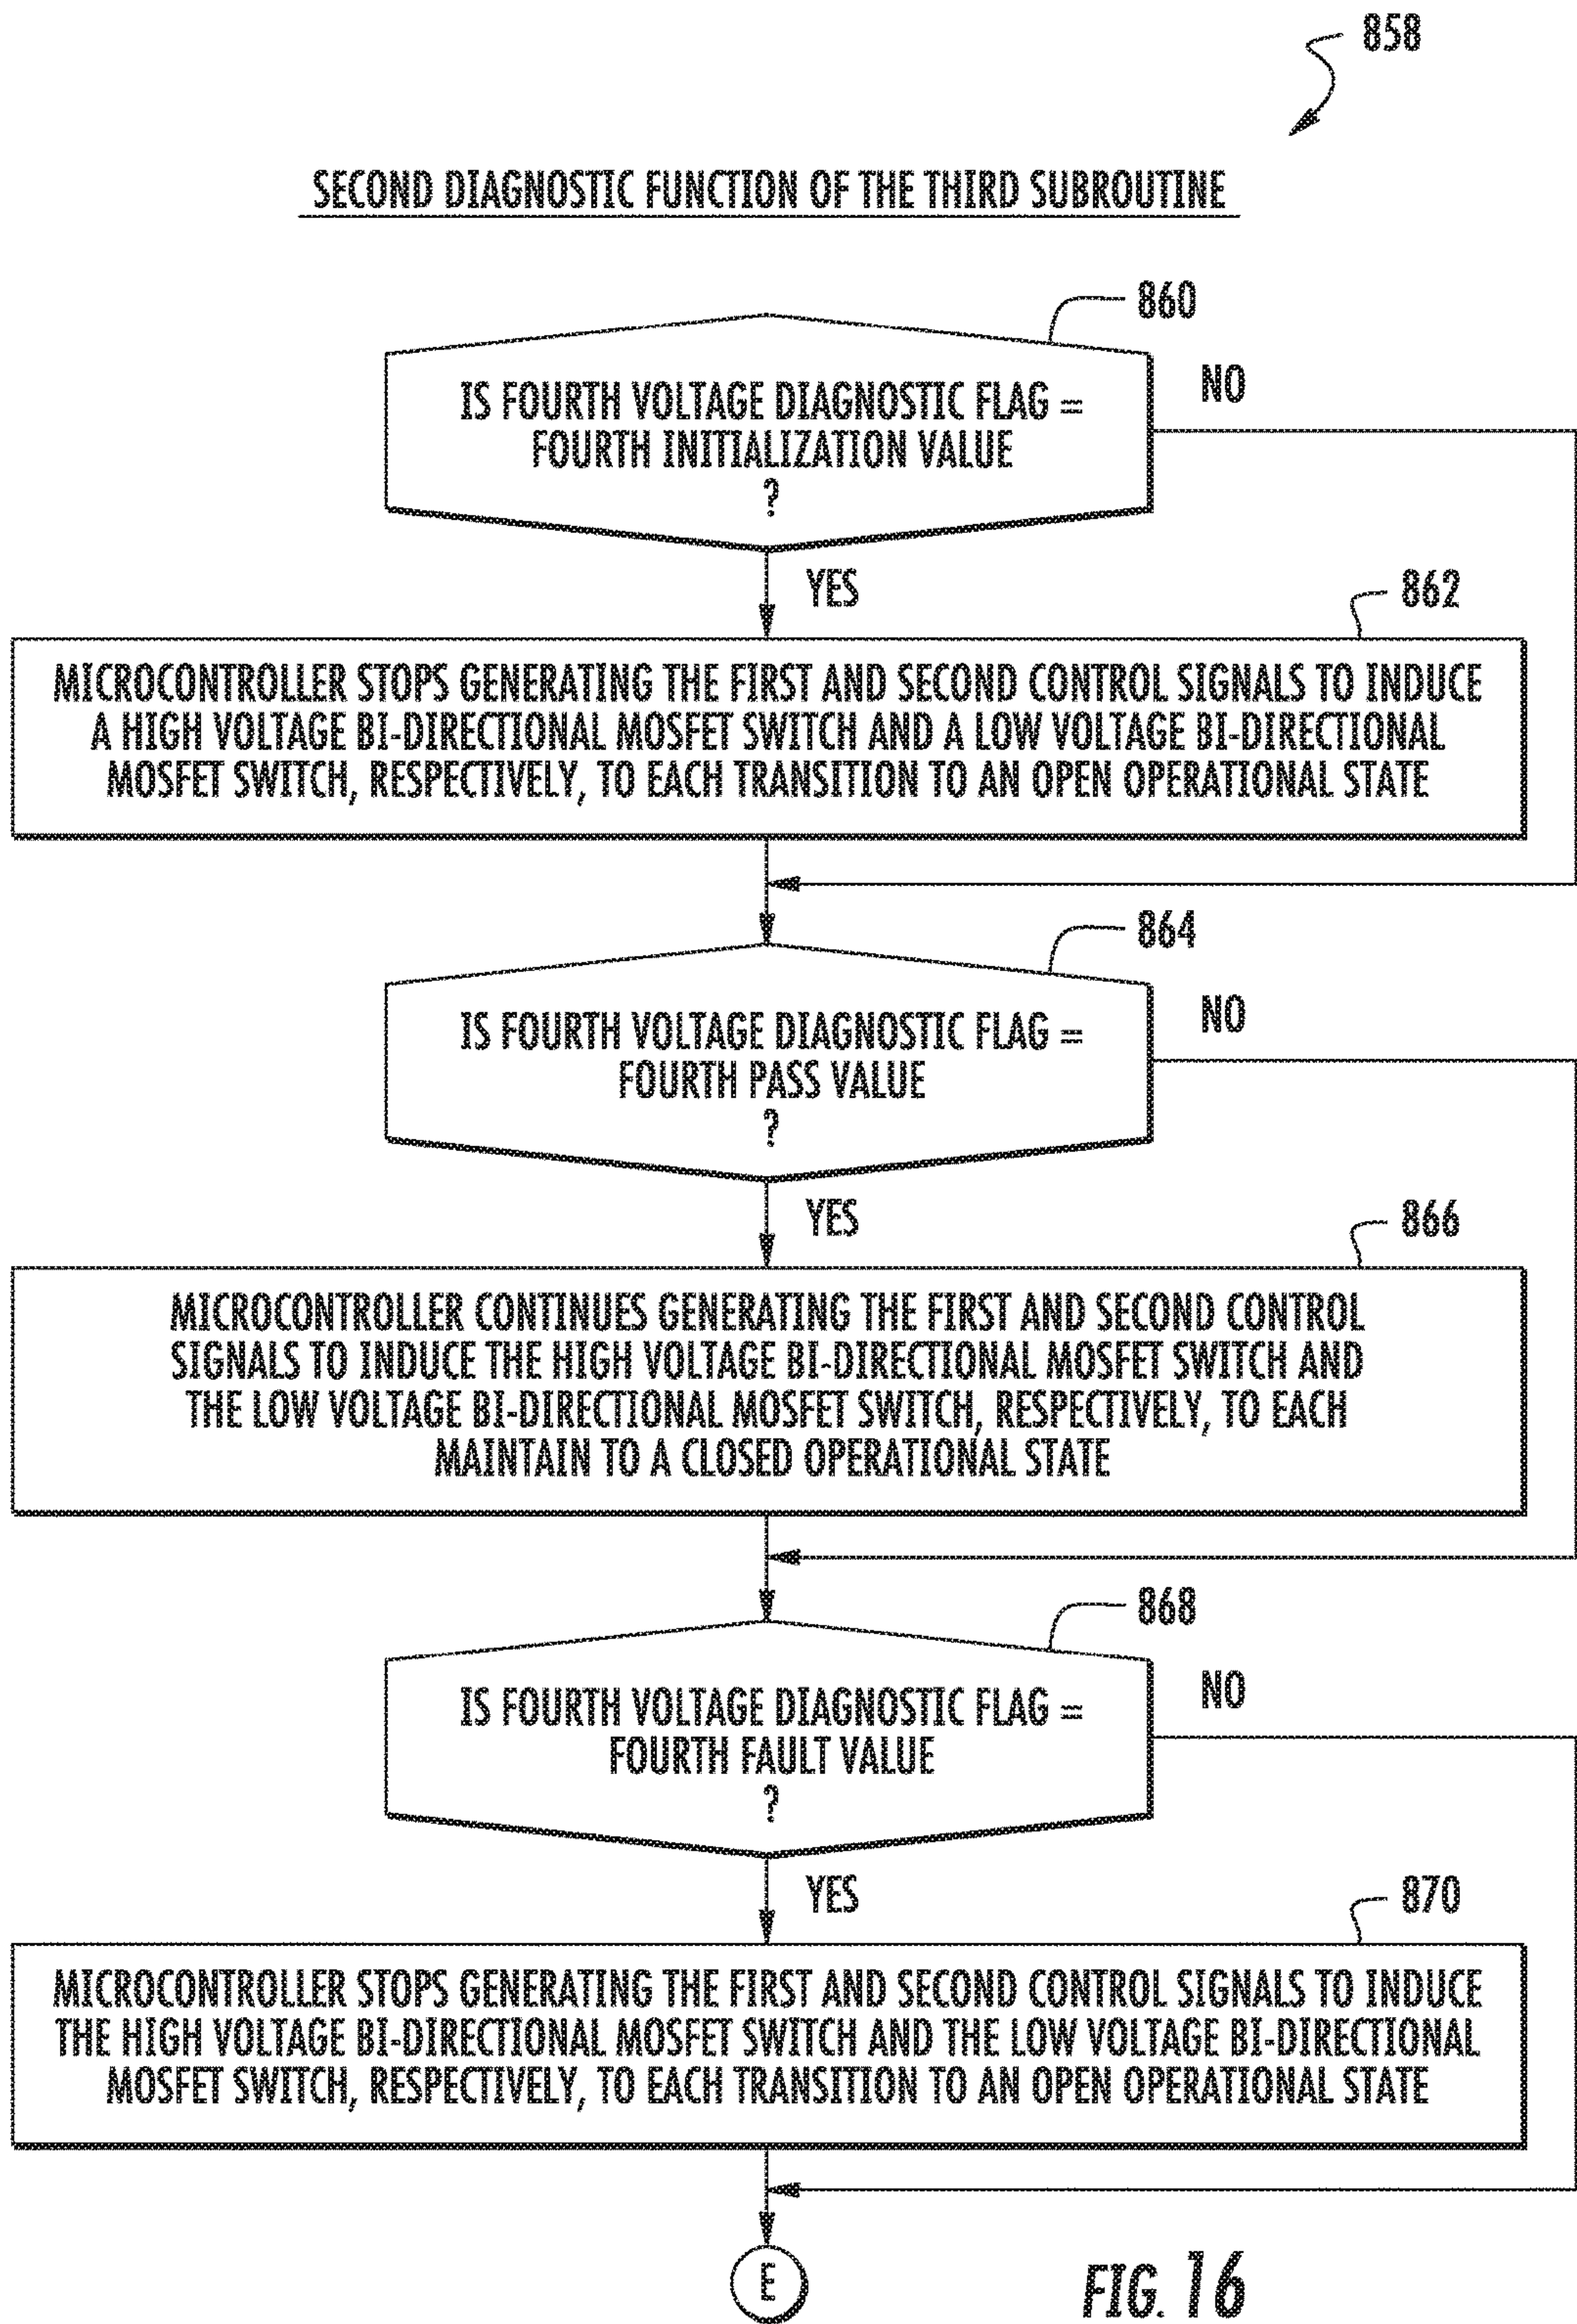 858
SECOND DIAGNOSTIC FUNCTION OF THE THIRD SUBROUTINE
860
IS FOURTH VOLTAGE DIAGNOSTIC FLAG =
FOURTH INITIALIZATION VALUE
?
NO
YES
862
MICROCONTROLLER STOPS GENERATING THE FIRST AND SECOND CONTROL SIGNALS TO INDUCE
A HIGH VOLTAGE BI-DIRECTIONAL MOSFET SWITCH AND A LOW VOLTAGE BI-DIRECTIONAL
MOSFET SWITCH, RESPECTIVELY, TO EACH TRANSITION TO AN OPEN OPERATIONAL STATE
864
IS FOURTH VOLTAGE DIAGNOSTIC FLAG =
FOURTH PASS VALUE
?
NO
YES
866
MICROCONTROLLER CONTINUES GENERATING THE FIRST AND SECOND CONTROL
SIGNALS TO INDUCE THE HIGH VOLTAGE BI-DIRECTIONAL MOSFET SWITCH AND
THE LOW VOLTAGE BI-DIRECTIONAL MOSFET SWITCH, RESPECTIVELY, TO EACH
MAINTAIN TO A CLOSED OPERATIONAL STATE
868
IS FOURTH VOLTAGE DIAGNOSTIC FLAG =
FOURTH FAULT VALUE
?
NO
YES
870
MICROCONTROLLER STOPS GENERATING THE FIRST AND SECOND CONTROL SIGNALS TO INDUCE
THE HIGH VOLTAGE BI-DIRECTIONAL MOSFET SWITCH AND THE LOW VOLTAGE BI-DIRECTIONAL
MOSFET SWITCH, RESPECTIVELY, TO EACH TRANSITION TO AN OPEN OPERATIONAL STATE
E
FIG. 16